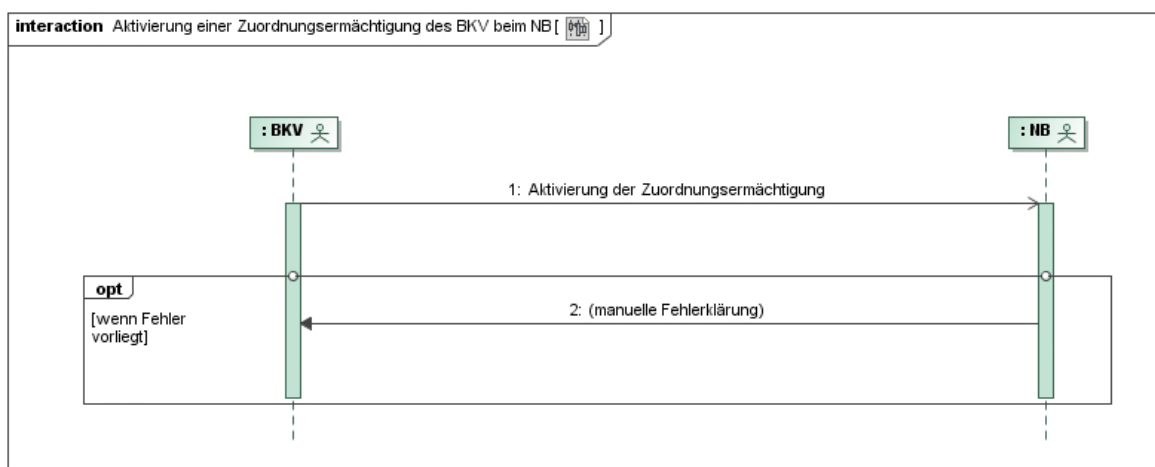 interaction Aktivierung einer Zuordnungsermächtigung des BKV beim NB [ ]
: BKV
: NB
1: Aktivierung der Zuordnungsermächtigung
opt
[wenn Fehler
vorliegt]
2: (manuelle Fehlerklärung)